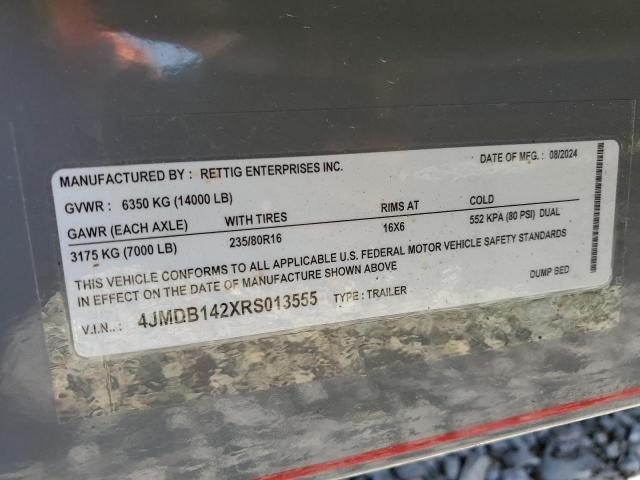 MANUFACTURED BY : RETTIG ENTERPRISES INC. DATE OF MFG. : 08/2024
GVWR : 6350 KG (14000 LB)
GAWR (EACH AXLE) WITH TIRES RIMS AT COLD
3175 KG (7000 LB) 235/80R16 16X6 552 KPA (80 PSI) DUAL
THIS VEHICLE CONFORMS TO ALL APPLICABLE U.S. FEDERAL MOTOR VEHICLE SAFETY STANDARDS
IN EFFECT ON THE DATE OF MANUFACTURE SHOWN ABOVE
DUMP BED
V.I.N.. : 4JMDB142XRS013555 TYPE : TRAILER